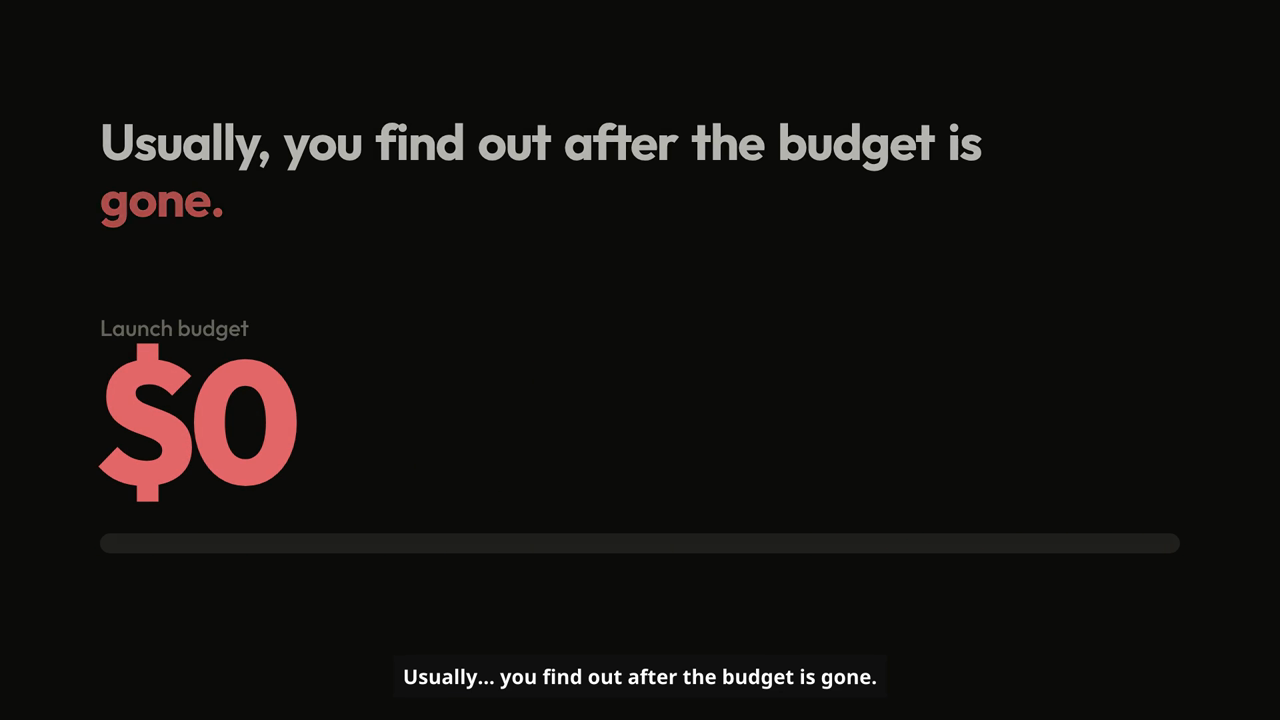 Usually, you find out after the budget is
gone.
Launch budget
$0
Usually... you find out after the budget is gone.